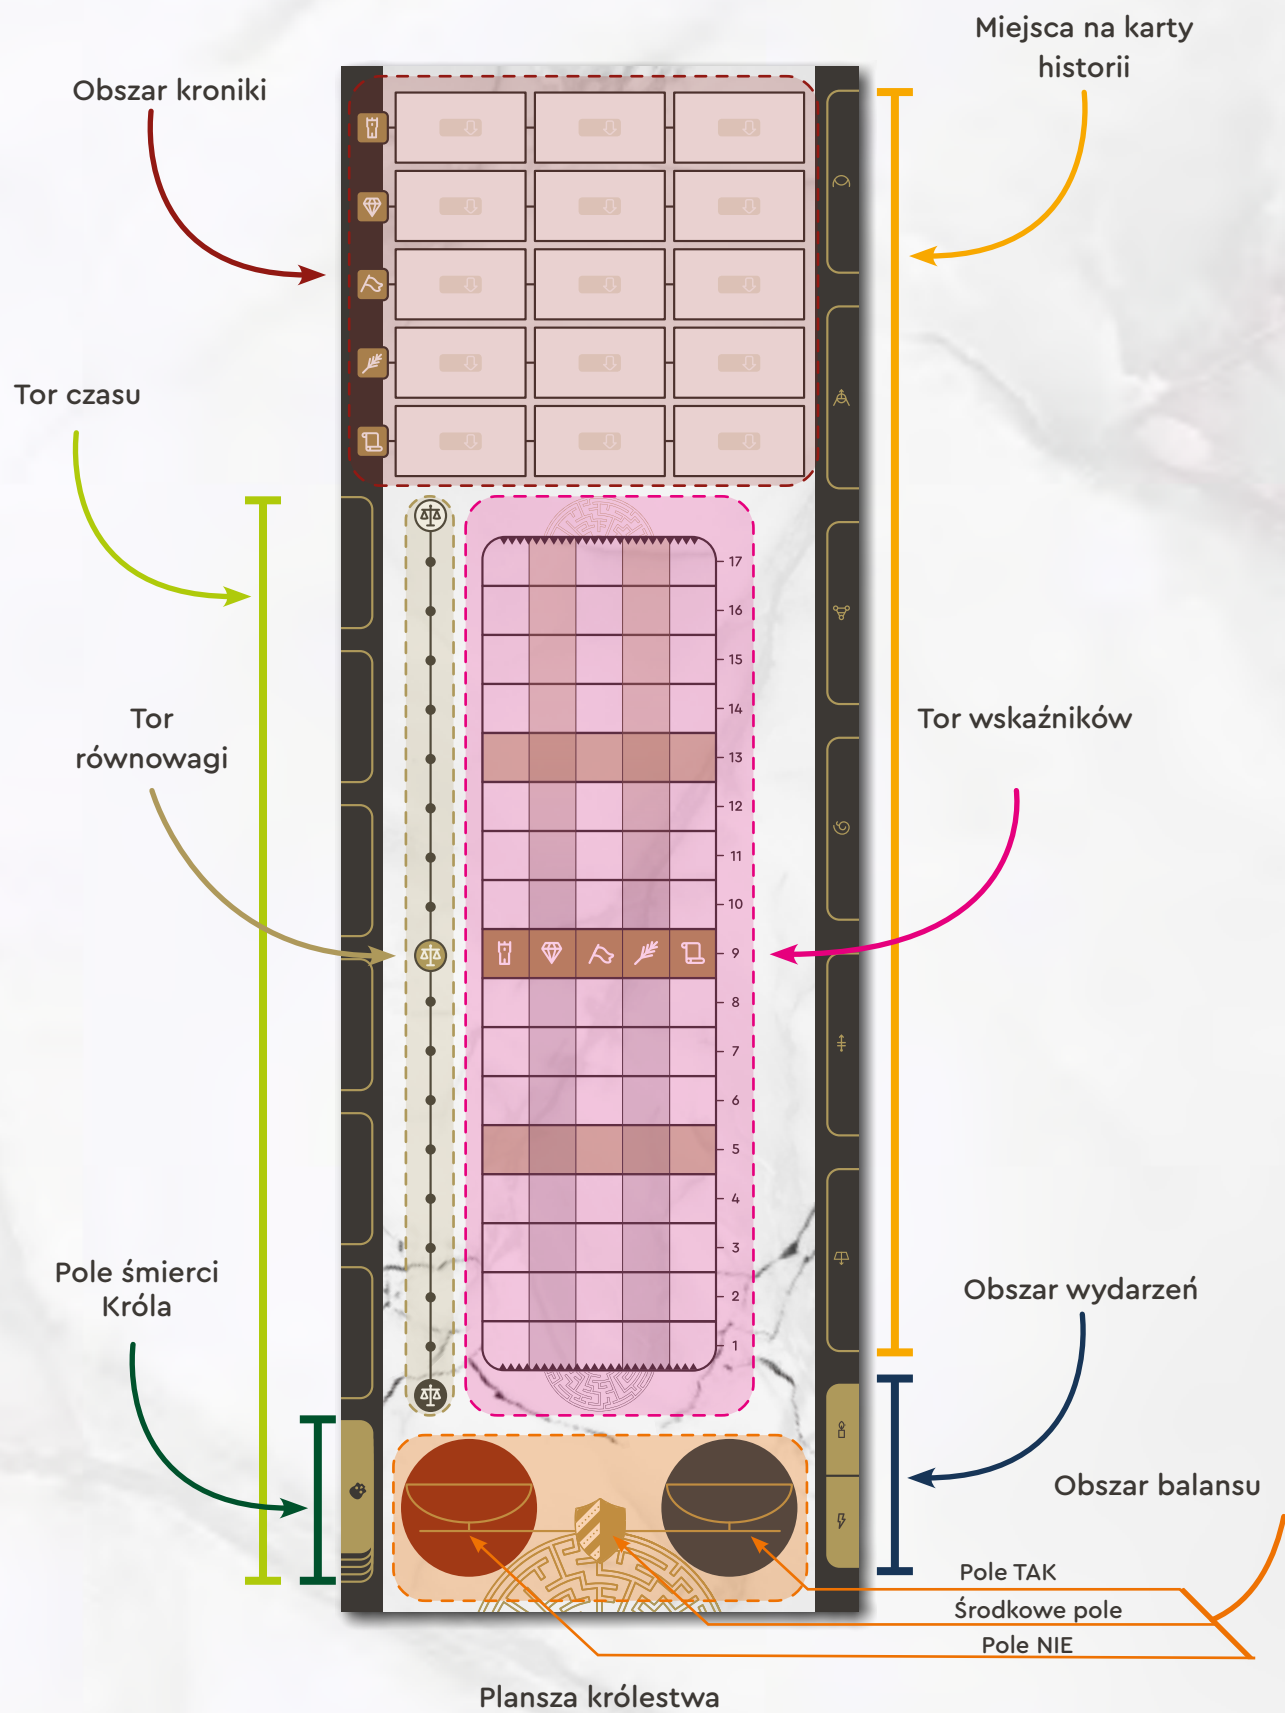 Miejsca na karty
historii
Obszar kroniki
Tor czasu
17
16
15
14
13
12
11
10
9
8
7
6
5
4
3
2
1
Tor
równowagi
Tor wskaźników
Pole śmierci
Króla
Obszar wydarzeń
Obszar balansu
Pole TAK
Środkowe pole
Pole NIE
Plansza królestwa